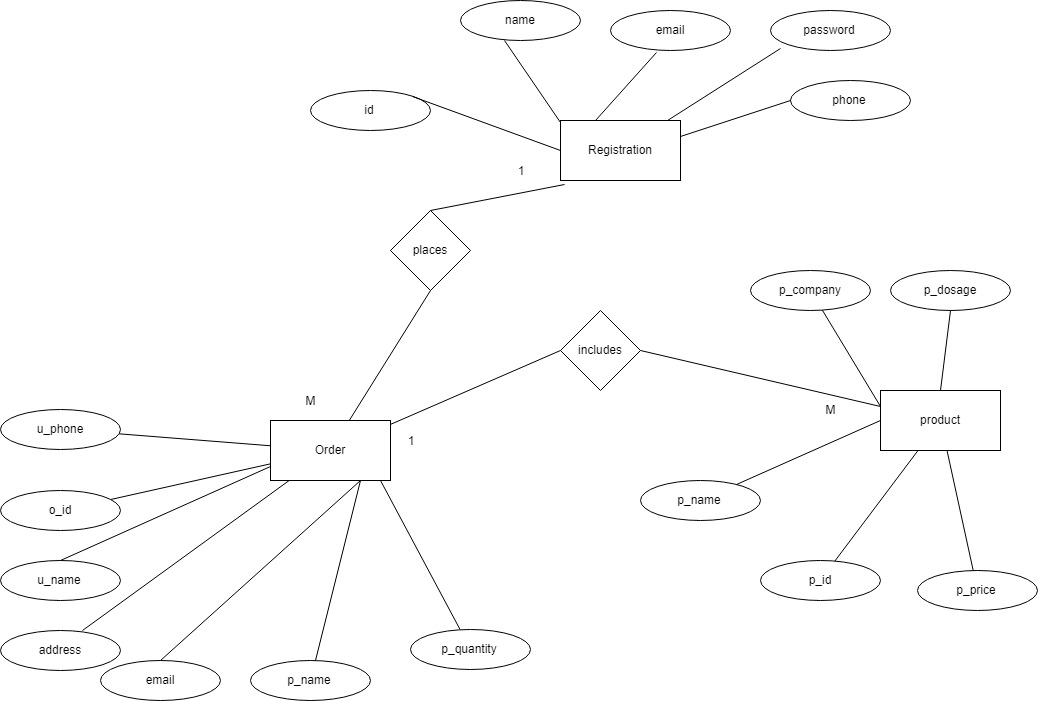 name
email
password
id
phone
Registration
1
places
p_company
p_dosage
includes
M
M
product
u_phone
1
Order
p_name
o_id
u_name
p_id
p_price
address
p_quantity
email
p_name